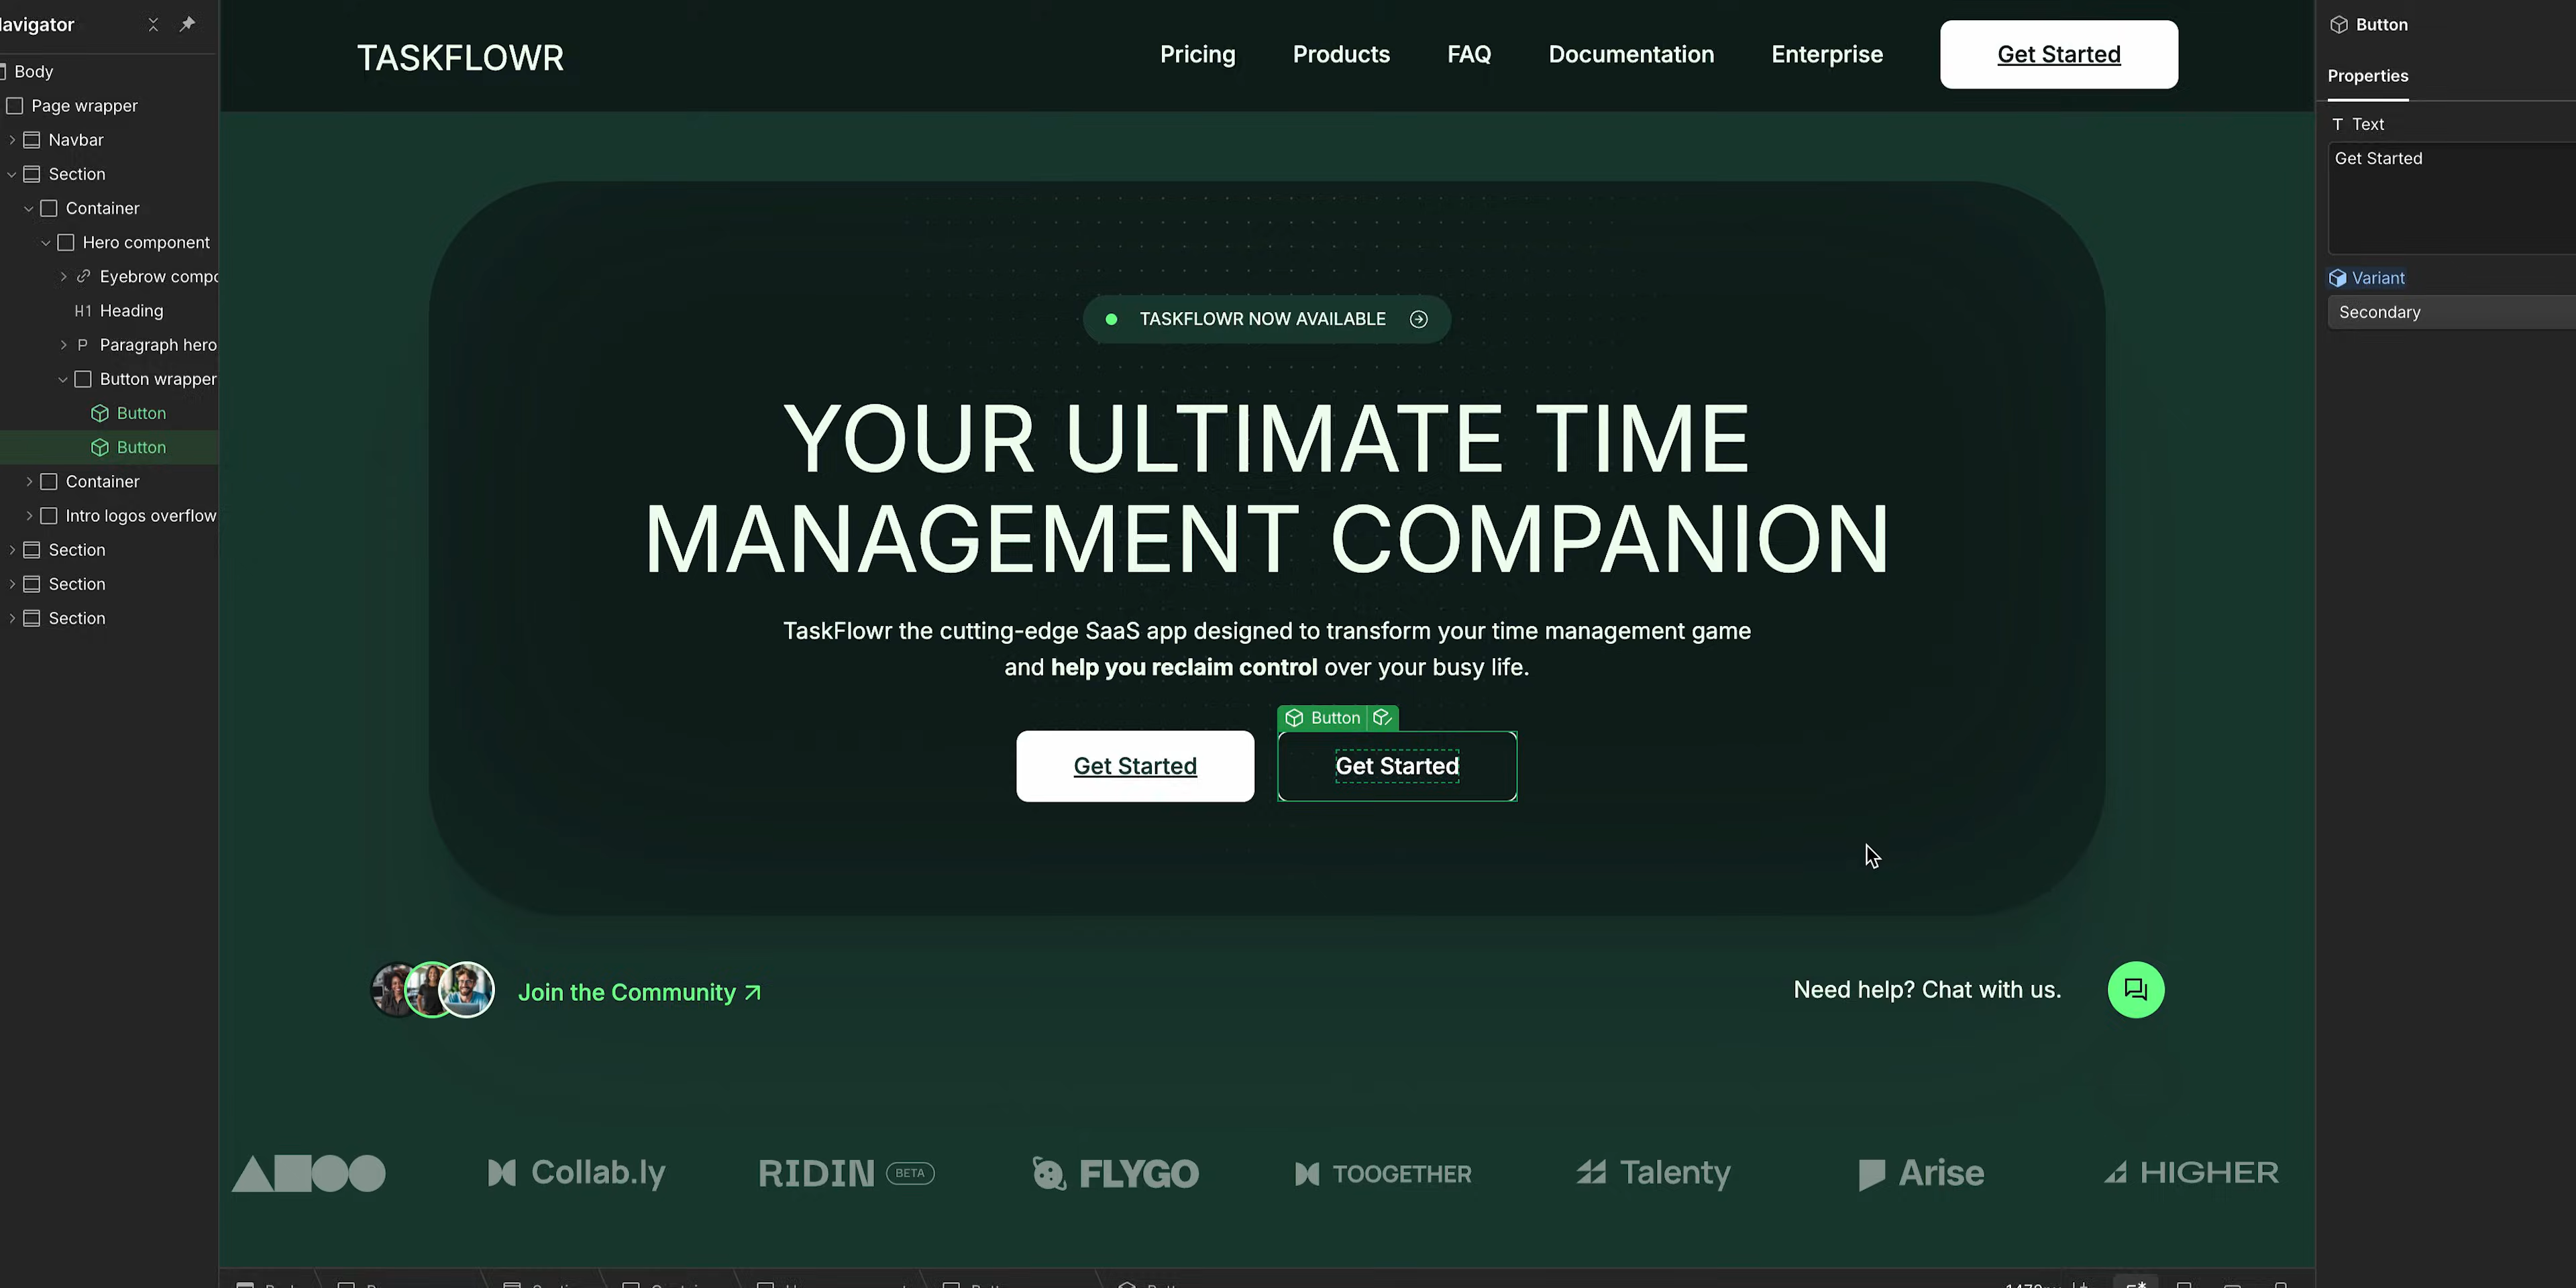 Navigator
Body
Page wrapper
Navbar
Section
Container
Hero component
Eyebrow compo
H1 Heading
P Paragraph hero
Button wrapper
Button
Button
Container
Intro logos overflow
Section
Section
Section
TASKFLOWR
Pricing
Products
FAQ
Documentation
Enterprise
Get Started
TASKFLOWR NOW AVAILABLE
YOUR ULTIMATE TIME
MANAGEMENT COMPANION
TaskFlowr the cutting-edge SaaS app designed to transform your time management game
and help you reclaim control over your busy life.
Button
Get Started
Get Started
Join the Community
Need help? Chat with us.
Collab.ly
RIDIN BETA
FLYGO
TOOGETHER
Talenty
Arise
HIGHER
Button
Properties
T Text
Get Started
Variant
Secondary